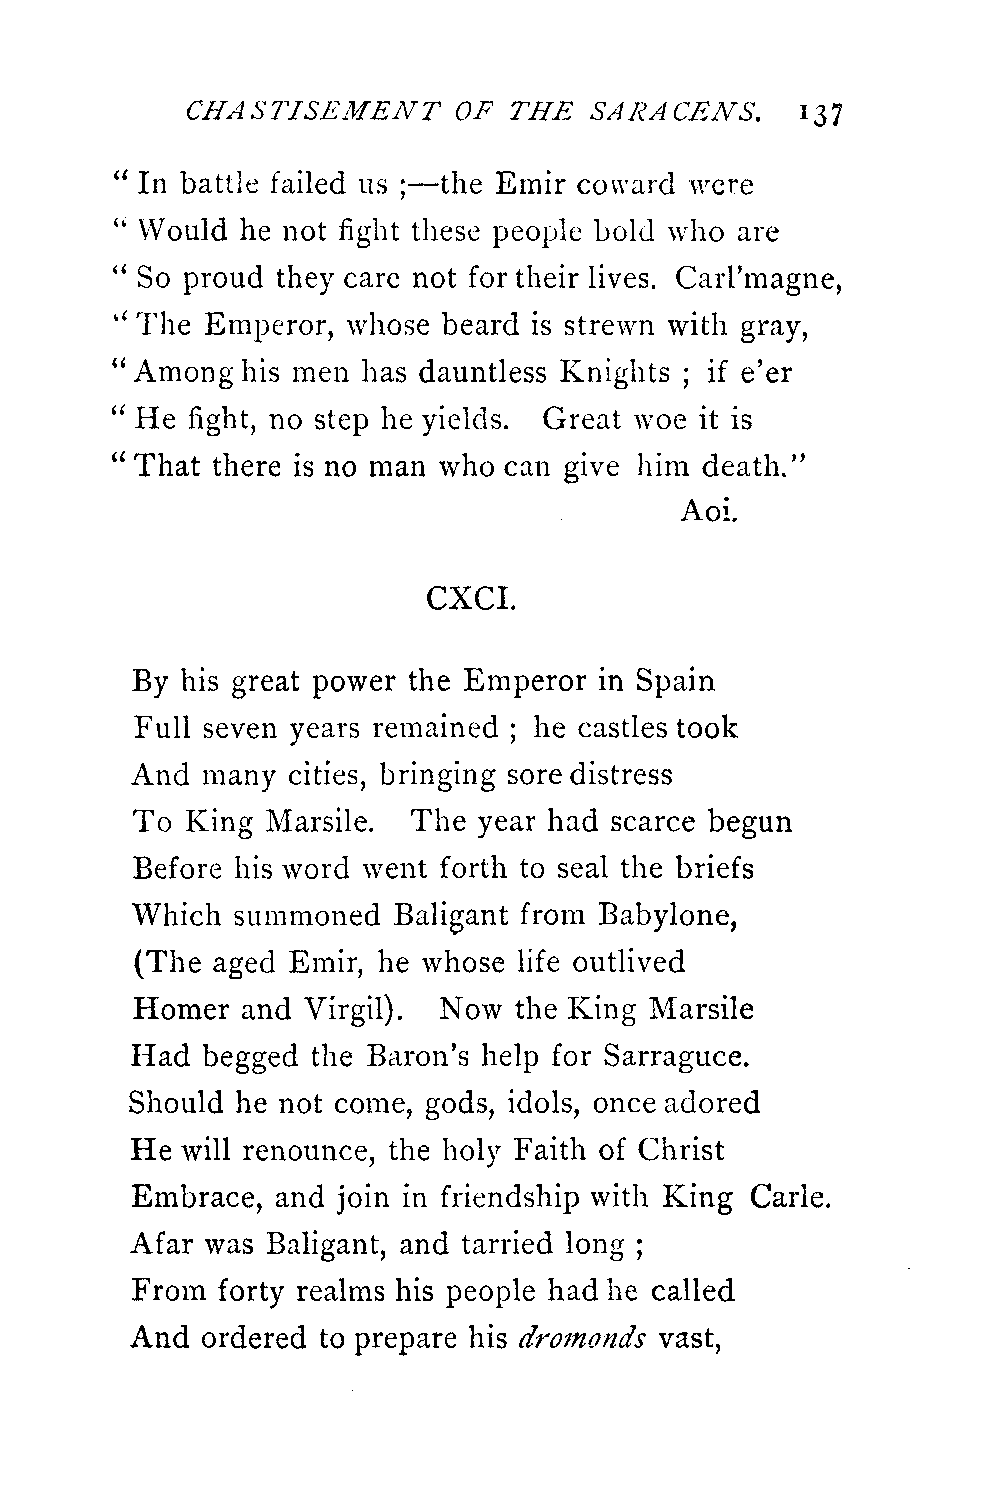 CHASTISEMENT OF THE SARACENS. 137
“ In battle failed us ;—the Emir coward were
“ Would he not fight these people bold who are
“ So proud they care not for their lives. Carl’magne,
“ The Emperor, whose beard is strewn with gray,
“ Among his men has dauntless Knights ; if e’er
“ He fight, no step he yields. Great woe it is
“ That there is no man who can give him death.”
Aoi.
CXCI.
By his great power the Emperor in Spain
Full seven years remained ; he castles took
And many cities, bringing sore distress
To King Marsile. The year had scarce begun
Before his word went forth to seal the briefs
Which summoned Baligant from Babylone,
(The aged Emir, he whose life outlived
Homer and Virgil). Now the King Marsile
Had begged the Baron’s help for Sarraguce.
Should he not come, gods, idols, once adored
He will renounce, the holy Faith of Christ
Embrace, and join in friendship with King Carle.
Afar was Baligant, and tarried long ;
From forty realms his people had he called
And ordered to prepare his dromonds vast,